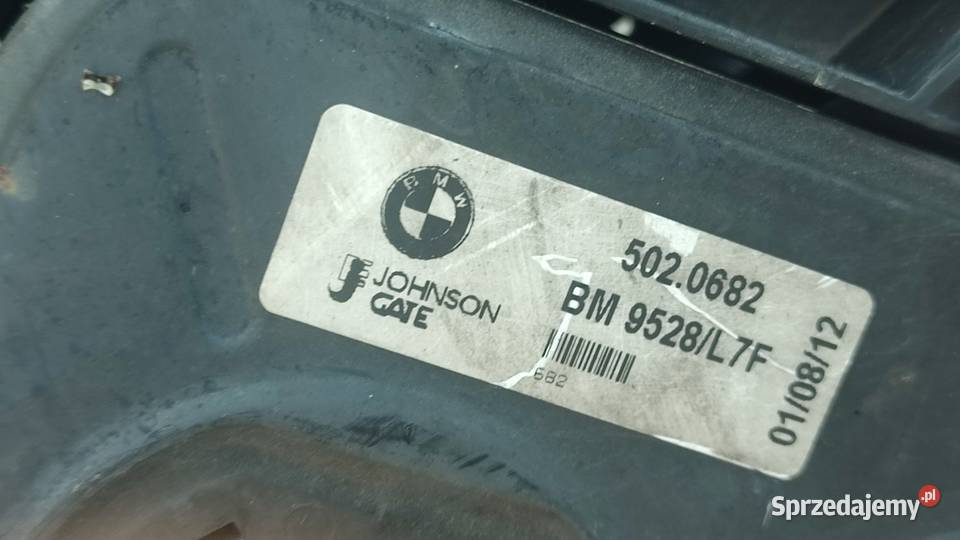 BMW
JOHNSON
GATE
502.0682
BM 9528/L7F
682
01/08/12
Sprzedajemy.pl